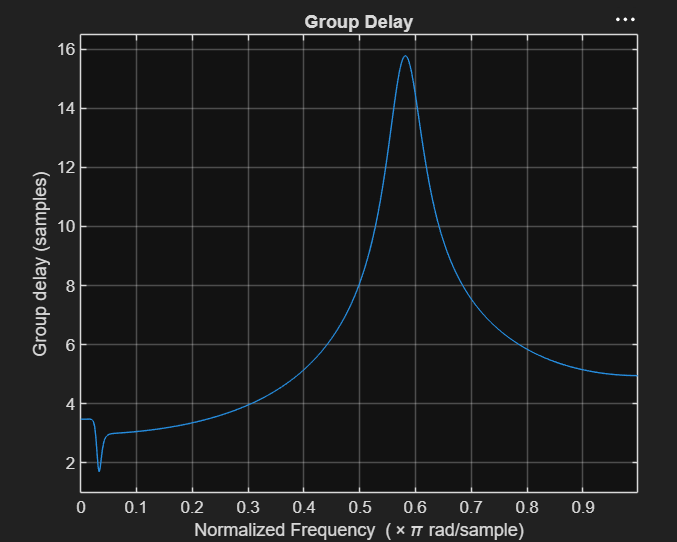 Group Delay
16
14
12
10
8
6
4
2
Group delay (samples)
0 0.1 0.2 0.3 0.4 0.5 0.6 0.7 0.8 0.9
Normalized Frequency (× π rad/sample)